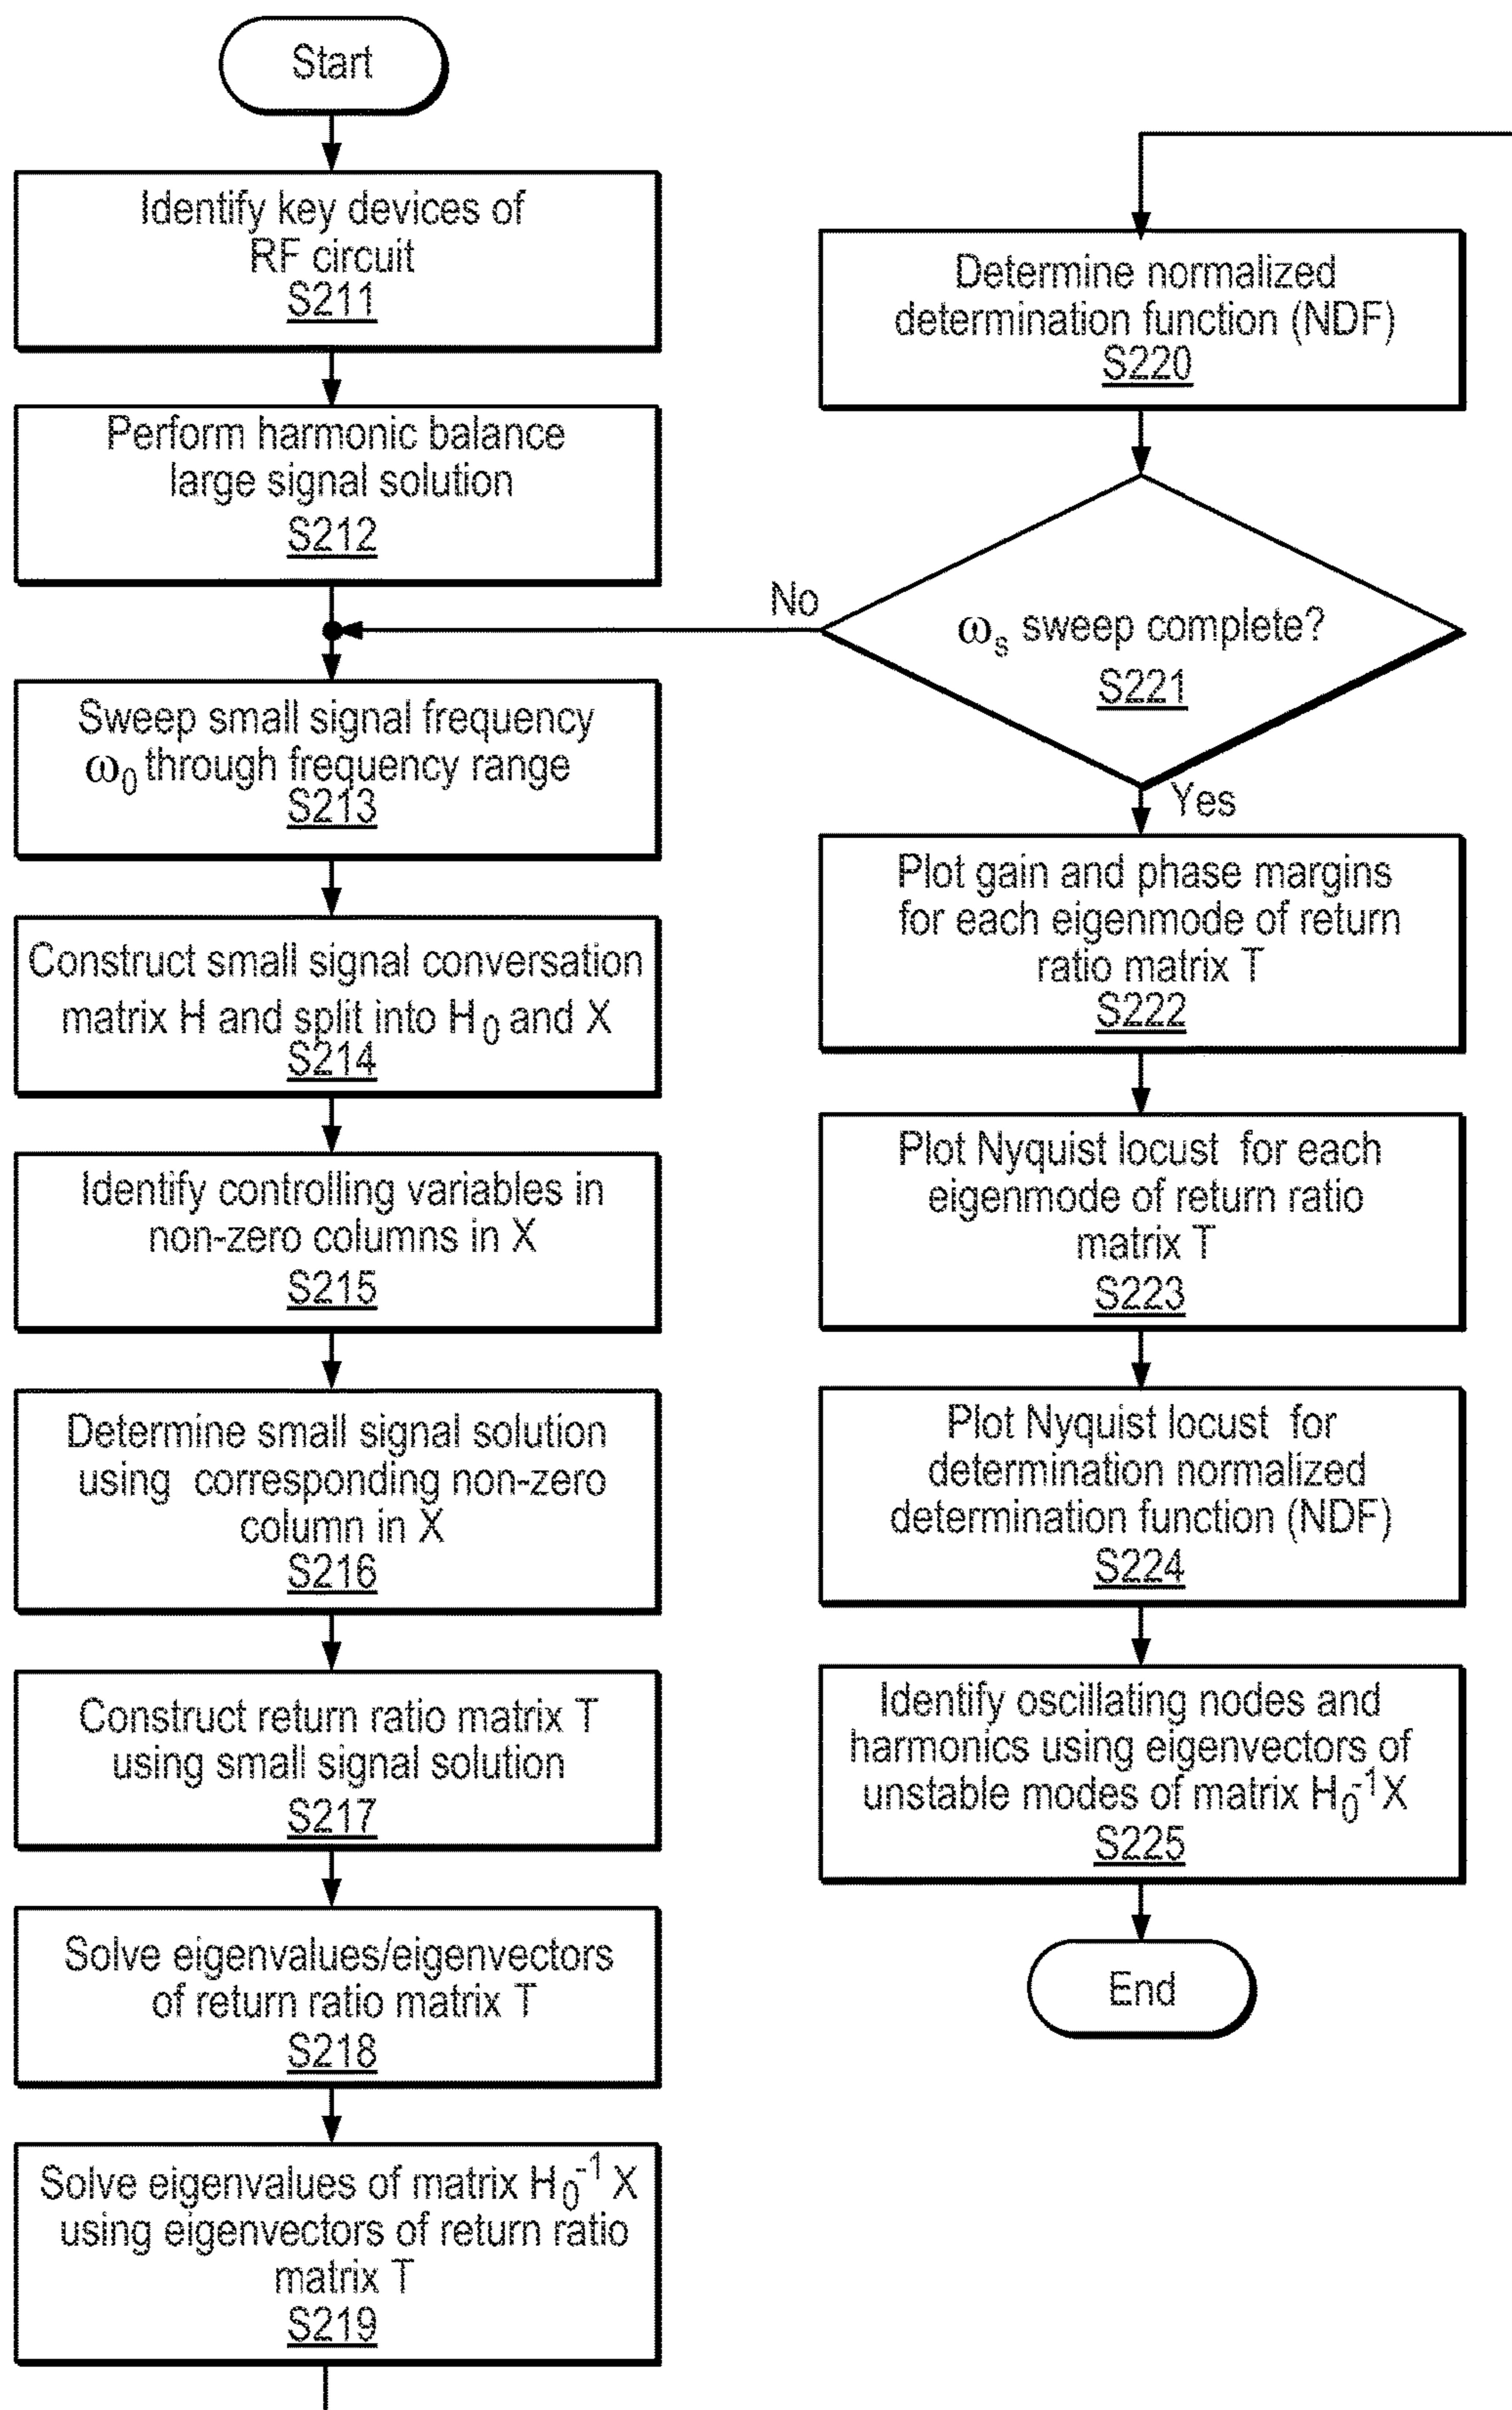 Start
Identify key devices of
RF circuit
S211
Perform harmonic balance
large signal solution
S212
Sweep small signal frequency
ω0 through frequency range
S213
Construct small signal conversation
matrix H and split into H0 and X
S214
Identify controlling variables in
non-zero columns in X
S215
Determine small signal solution
using corresponding non-zero
column in X
S216
Construct return ratio matrix T
using small signal solution
S217
Solve eigenvalues/eigenvectors
of return ratio matrix T
S218
Solve eigenvalues of matrix H0-1 X
using eigenvectors of return ratio
matrix T
S219
Determine normalized
determination function (NDF)
S220
No
ωs sweep complete?
S221
Yes
Plot gain and phase margins
for each eigenmode of return
ratio matrix T
S222
Plot Nyquist locust for each
eigenmode of return ratio
matrix T
S223
Plot Nyquist locust for
determination normalized
determination function (NDF)
S224
Identify oscillating nodes and
harmonics using eigenvectors of
unstable modes of matrix H0-1X
S225
End